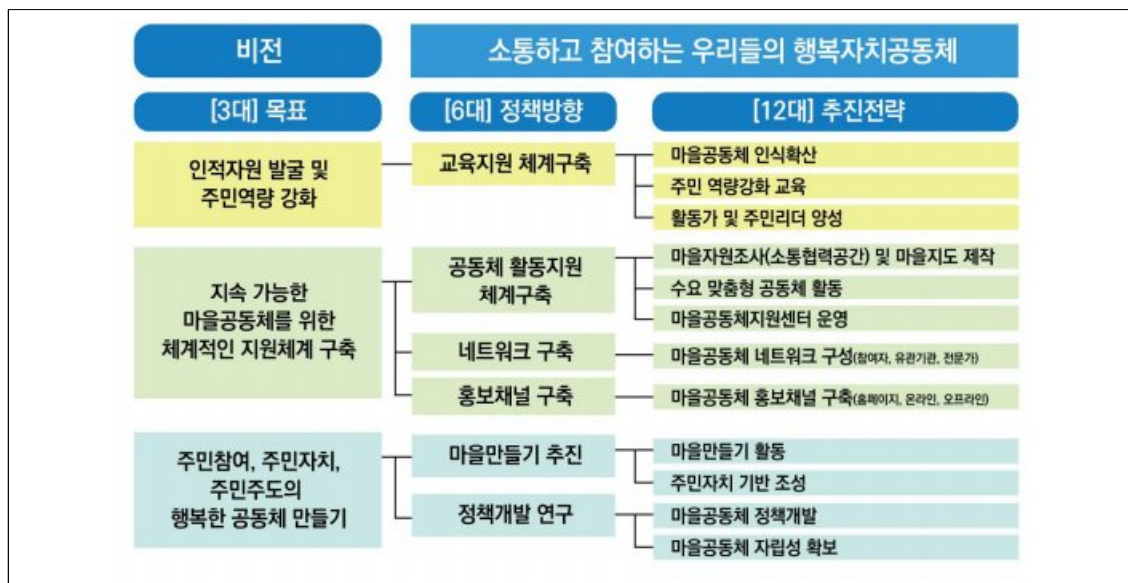 비전
소통하고 참여하는 우리들의 행복자치공동체
[3대] 목표
[6대] 정책방향
[12대] 추진전략
인적자원 발굴 및
주민역량 강화
교육지원 체계구축
마을공동체 인식확산
주민 역량강화 교육
활동가 및 주민리더 양성
지속 가능한
마을공동체를 위한
체계적인 지원체계 구축
공동체 활동지원
체계구축
마을자원조사(소통협력공간) 및 마을지도 제작
수요 맞춤형 공동체 활동
마을공동체지원센터 운영
네트워크 구축
마을공동체 네트워크 구성(참여자, 유관기관, 전문가)
홍보채널 구축
마을공동체 홍보채널 구축(홈페이지, 온라인, 오프라인)
주민참여, 주민자치,
주민주도의
행복한 공동체 만들기
마을만들기 추진
마을만들기 활동
주민자치 기반 조성
정책개발 연구
마을공동체 정책개발
마을공동체 자립성 확보